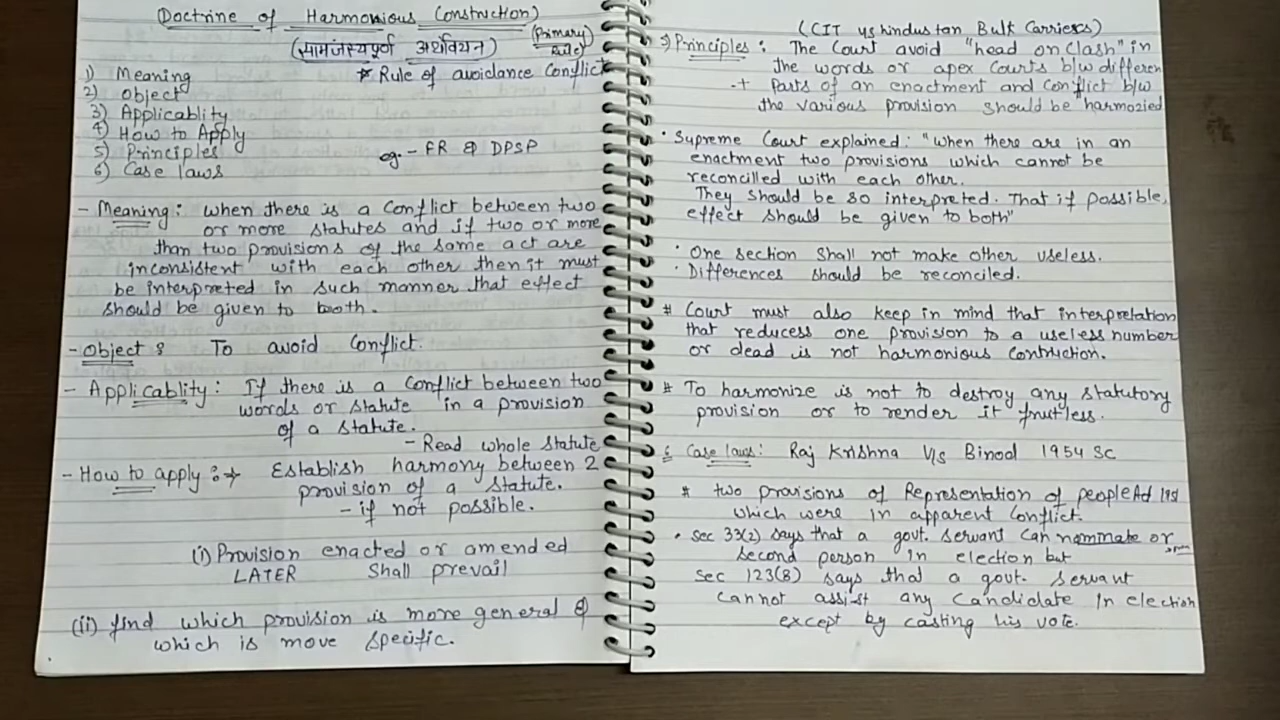 Doctrine of Harmonious Construction)
(सामंजस्यपूर्ण अर्थावयन) (Primary Rule)
* Rule of avoidance Conflict
1) Meaning
2) Object
3) Applicablity
4) How to Apply
5) Principles
6) Case laws
eg:- FR & DPSP
- Meaning: when there is a Conflict between two
or more statutes and if two or more
than two provisions of the same act are
inconsistent with each other then it must
be interpreted in such manner that effect
should be given to both.
- Object : To avoid Conflict.
- Applicablity: If there is a Conflict between two
words or statute in a provision
of a statute.
- Read whole statute
- How to apply :→ Establish harmony between 2
provision of a statute.
- if not possible.
(i) Provision enacted or amended
LATER shall prevail
(ii) find which provision is more general &
which is move specific.
(CIT vs hindustan Bulk Carriers)
5) Principles : The Court avoid "head on clash" in
the words or apex Courts b/w differen
-+ parts of an enactment and conflict b/w
the various provision should be "harmozied
· Supreme Court explained: "When there are in an
enactment two provisions which cannot be
reconcilled with each other.
They should be so interpreted. That if possible,
effect should be given to both"
· One section shall not make other useless.
· Differences should be reconciled.
# Court must also keep in mind that interpretation
that reducess one provision to a useless number
or dead is not harmonious contruction.
# To harmonize is not to destroy any statutory
provision or to render it fruitless.
6 Case laws: Raj Krishna V/s Binod 1954 SC
# two provisions of Representation of people Act
which were in apparent Conflict.
· Sec 33(2) says that a govt. servant can nominate or
second person in election but
sec 123(8) says that a govt. servant
cannot assist any Candidate in election
except by casting his vote.